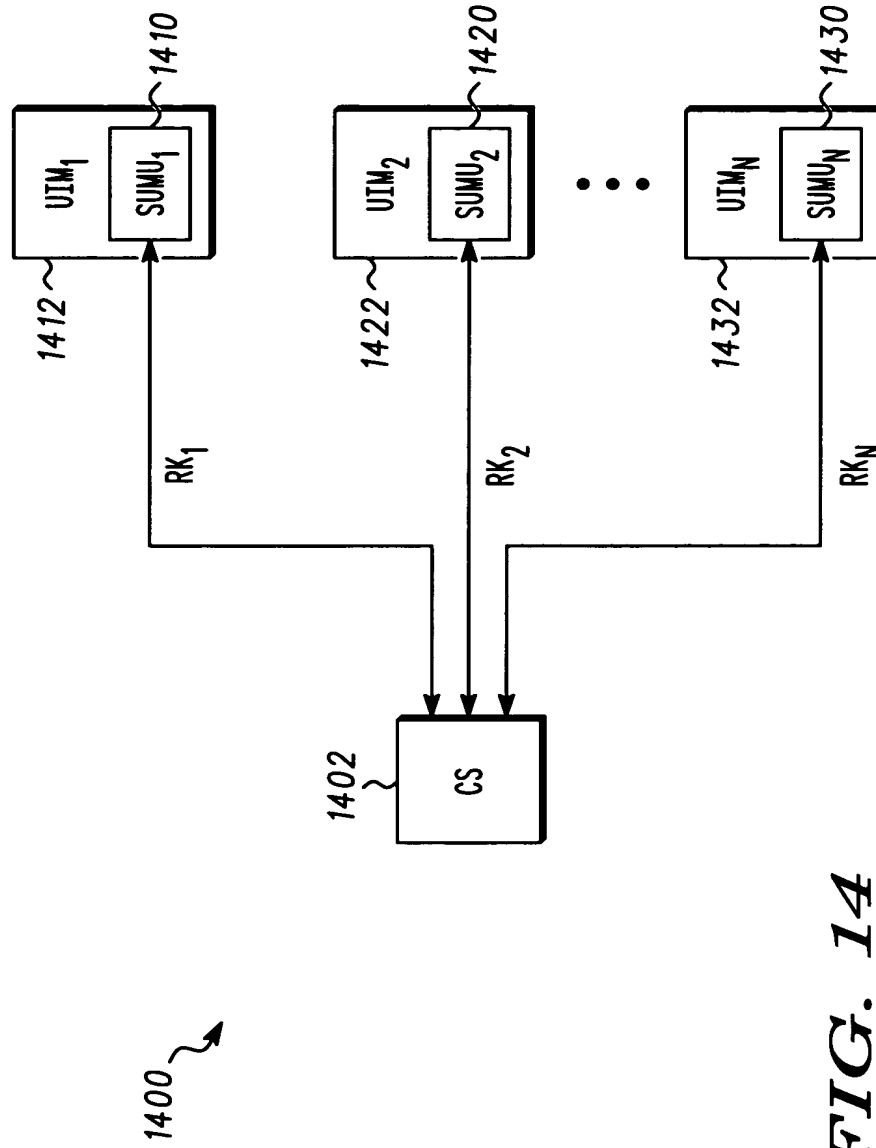 1400
1402
CS
RK₁
RK₂
RK_N
1412
UIM₁
SUMU₁
1410
1422
UIM₂
SUMU₂
1420
1432
UIM_N
SUMU_N
1430
FIG. 14